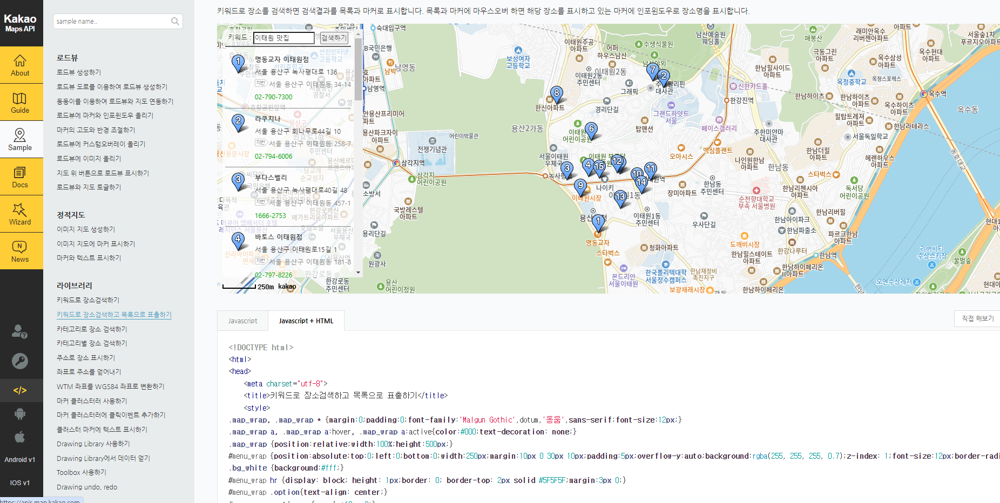 Kakao
Maps API
About
Guide
Sample
Docs
Wizard
News
</>
Android v1
IOS v1
sample name..
로드뷰
로드뷰 생성하기
로드뷰 도로를 이용하여 로드뷰 생성하기
동동이를 이용하여 로드뷰와 지도 연동하기
로드뷰에 마커와 인포윈도우 올리기
마커의 고도와 반경 조절하기
로드뷰에 커스텀오버레이 올리기
로드뷰에 이미지 올리기
지도 위 버튼으로 로드뷰 표시하기
로드뷰와 지도 토글하기
정적지도
이미지 지도 생성하기
이미지 지도에 마커 표시하기
마커와 텍스트 표시하기
라이브러리
키워드로 장소검색하기
키워드로 장소검색하고 목록으로 표출하기
카테고리로 장소 검색하기
카테고리별 장소 검색하기
주소로 장소 표시하기
좌표로 주소를 얻어내기
WTM 좌표를 WGS84 좌표로 변환하기
마커 클러스터러 사용하기
마커 클러스터러에 클릭이벤트 추가하기
클러스터 마커에 텍스트 표시하기
Drawing Library 사용하기
Drawing Library에서 데이터 얻기
Toolbox 사용하기
Drawing undo, redo
키워드로 장소를 검색하면 검색결과를 목록과 마커로 표시합니다. 목록과 마커에 마우스오버 하면 해당 장소를 표시하고 있는 마커에 인포윈도우로 장소명을 표시합니다.
키워드 : 이태원 맛집 검색하기
1 명동교자 이태원점
서울 용산구 녹사평대로 136
지번 서울 용산구 이태원동 34-14
02-790-7300
2 라쿠치나
서울 용산구 회나무로44길 10
지번 서울 용산구 이태원동 258-7
02-794-6006
3 부다스벨리
서울 용산구 녹사평대로40길 48
지번 서울 용산구 이태원동 457-1
1666-2753
4 바토스 이태원점
서울 용산구 이태원로15길 1
지번 서울 용산구 이태원동 181-8
02-797-8226
250m kakao
숙대입구역
남영동
남영역
용산파크자이
아파트
전쟁기념관
어린이박물관
삼각지역
삼각지
어린이공원
국방레스텔
아파트
용리단길
원광사
용산
어린이정원
한강로동
주민센터
보성여자
고등학교
이태원주공
아파트
어퍼
하우스남산
수생식물원
남산예술원
웨딩홀
이태원2동
이태원2동
주민센터
그래픽
대사관
한신아파트
경리단길
그랜드하얏트
서울
신한카드홀
한강진역
페이스갤러리
용산2가동
어린이공원
탑맨션
서울이태원
우체국
오아시스
맥심플랜트
나이키
이태원시장
장미아파트
이태원1동
주민센터
우사단길
명동교자
스타벅스
청화아파트
몬드리안
서울이태원
한국폴리텍대학
서울정수캠퍼스
한남재정비
촉진지구
보광재래시장
매봉산
래미안옥수
리버젠아파트
서울숲1차
푸르지오아파트
극동그린
아파트
옥수삼성
아파트
옥수현대
아파트
한남힐사이드
아파트
옥정중학교
옥정스포렉스
한남하이츠
한남하이츠
아파트
옥수하이츠
아파트
옥수역
옥수동
힐탑트레져
아파트
한남라테라스
주한미얀마
대사관
서울독일학교
한남더힐
아파트
나인원한남
아파트
한남동
헤렌하우스
아파트
스타벅스
한남동
주민센터
한남리첸시아
아파트
독서당
어린이공원
순천향대학교
부속 서울병원
한남리버힐
아파트
한남아이파크
아파트
한남파출소
파르크한남
아파트
도깨비시장
한남힐스테이트
아파트
한강나루터
한남역
한남하이페리온
II아파트
한남하이페리온
아파트
동호대교
리버시티
수상스키장
꿀벌숲
오엔수상레저
1
2
3
4
6
7
8
9
10
11
12
13
14
15
Javascript
Javascript + HTML
직접 해보기
<!DOCTYPE html>
<html>
<head>
<meta charset="utf-8">
<title>키워드로 장소검색하고 목록으로 표출하기</title>
<style>
.map_wrap, .map_wrap * {margin:0;padding:0;font-family:'Malgun Gothic',dotum,'돋움',sans-serif;font-size:12px;}
.map_wrap a, .map_wrap a:hover, .map_wrap a:active{color:#000;text-decoration: none;}
.map_wrap {position:relative;width:100%;height:500px;}
#menu_wrap {position:absolute;top:0;left:0;bottom:0;width:250px;margin:10px 0 30px 10px;padding:5px;overflow-y:auto;background:rgba(255, 255, 255, 0.7);z-index: 1;font-size:12px;border-radi
.bg_white {background:#fff;}
#menu_wrap hr {display: block; height: 1px;border: 0; border-top: 2px solid #5F5F5F;margin:3px 0;}
#menu_wrap .option{text-align: center;}
https://apis.map.kakao.com